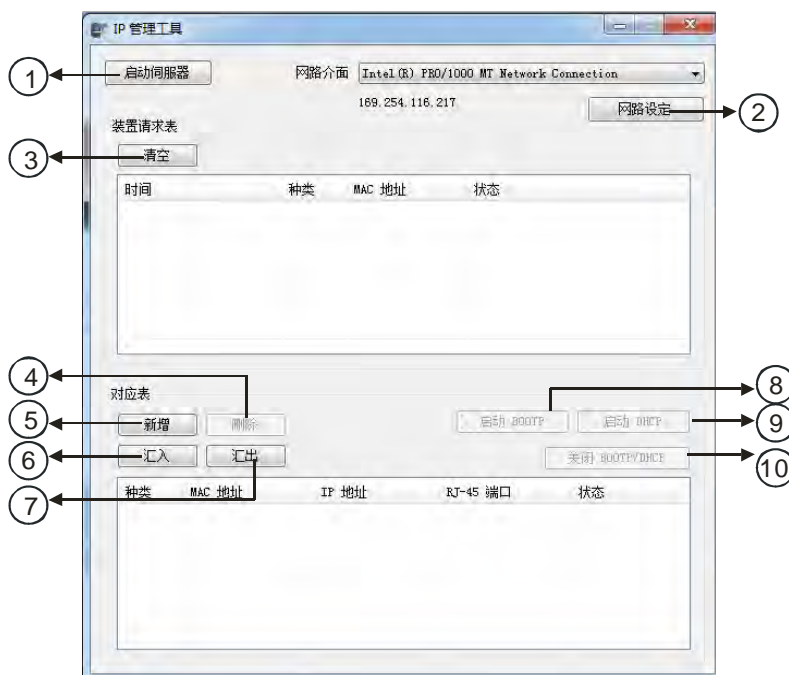 IP 管理工具
① 启动伺服器 网路介面 Intel(R) PRO/1000 MT Network Connection
169.254.116.217 网路设定 ②
装置请求表
③ 清空
时间 种类 MAC 地址 状态
④ ⑧
对应表
⑤ 新增 删除 启动 BOOTP 启动 DHCP ⑨
⑥ 汇入 汇出 关闭 BOOTP/DHCP ⑩
⑦ 种类 MAC 地址 IP 地址 RJ-45 端口 状态